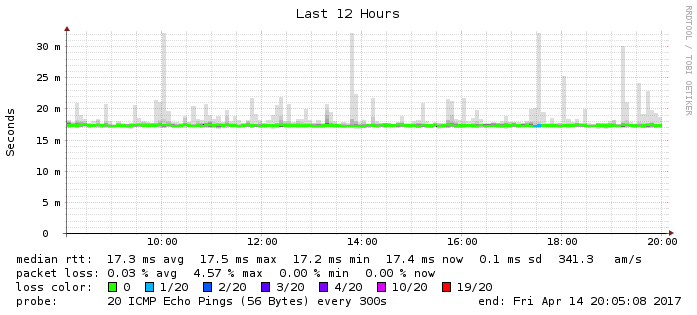 Last 12 Hours
RRDTOOL / TOBI OETIKER
Seconds
30 m
25 m
20 m
15 m
10 m
5 m
0
10:00 12:00 14:00 16:00 18:00 20:00
median rtt: 17.3 ms avg 17.5 ms max 17.2 ms min 17.4 ms now 0.1 ms sd 341.3 am/s
packet loss: 0.03 % avg 4.57 % max 0.00 % min 0.00 % now
loss color: 0 1/20 2/20 3/20 4/20 10/20 19/20
probe: 20 ICMP Echo Pings (56 Bytes) every 300s end: Fri Apr 14 20:05:08 2017